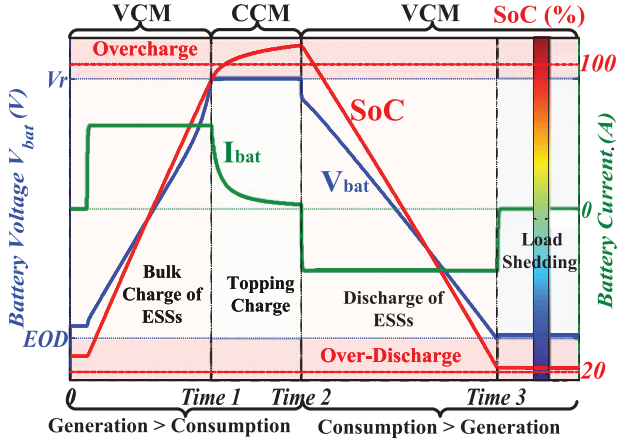 VCM CCM VCM SoC (%)
Overcharge
100
Vr
SoC
Ibat
Vbat
0
Battery Voltage Vbat (V)
Battery Current.(A)
Bulk
Charge of
ESSs
Topping
Charge
Discharge of
ESSs
Load
Shedding
EOD
Over-Discharge
20
0 Time 1 Time 2 Time 3
Generation > Consumption Consumption > Generation